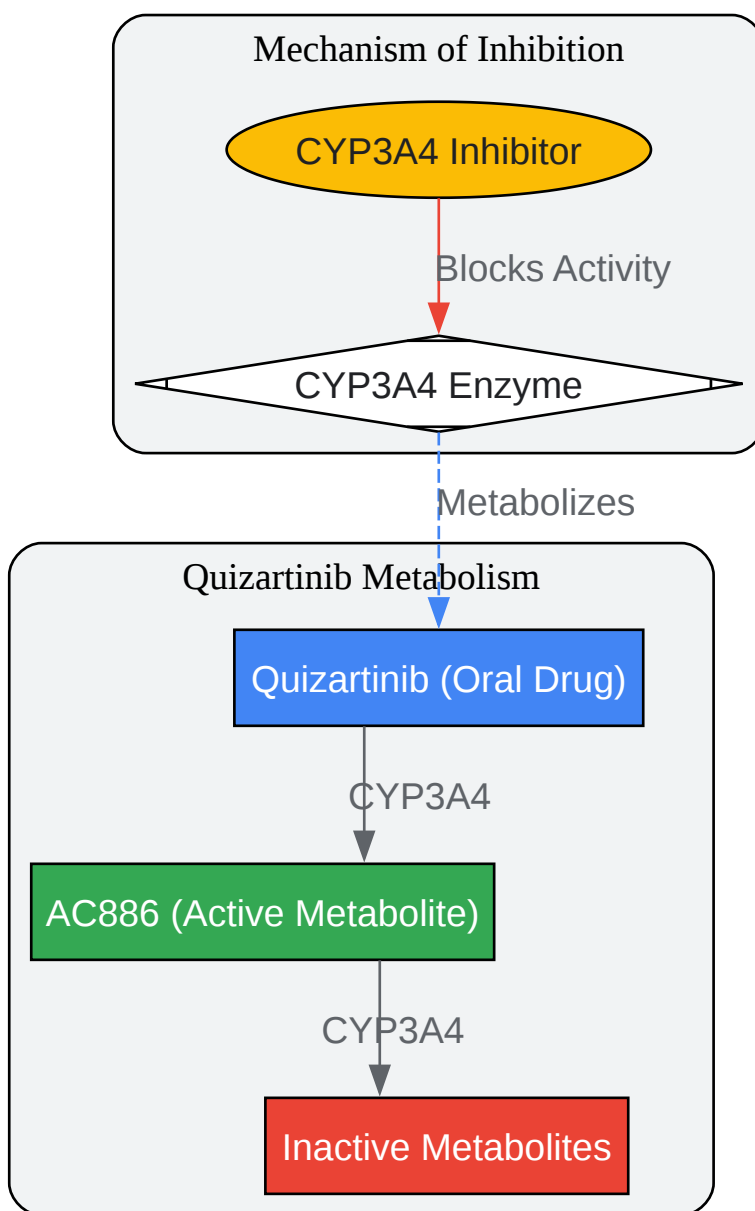 Mechanism of Inhibition
CYP3A4 Inhibitor
Blocks Activity
CYP3A4 Enzyme
Metabolizes
Quizartinib Metabolism
Quizartinib (Oral Drug)
CYP3A4
AC886 (Active Metabolite)
CYP3A4
Inactive Metabolites